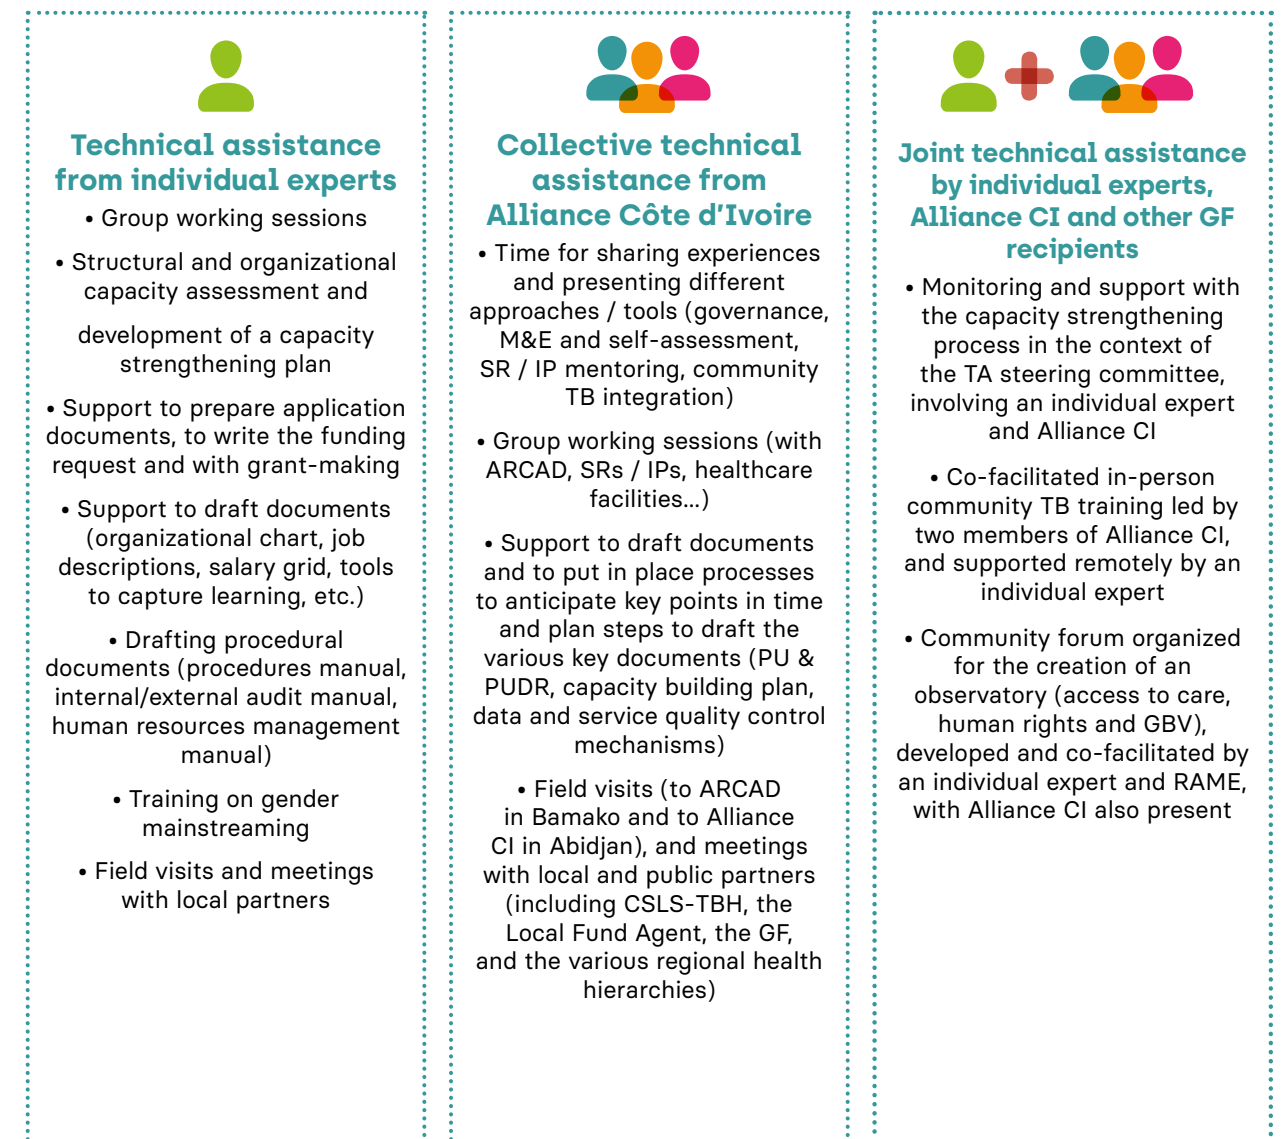 Technical assistance
from individual experts
• Group working sessions
• Structural and organizational
capacity assessment and
development of a capacity
strengthening plan
• Support to prepare application
documents, to write the funding
request and with grant-making
• Support to draft documents
(organizational chart, job
descriptions, salary grid, tools
to capture learning, etc.)
• Drafting procedural
documents (procedures manual,
internal/external audit manual,
human resources management
manual)
• Training on gender
mainstreaming
• Field visits and meetings
with local partners
Collective technical
assistance from
Alliance Côte d’Ivoire
• Time for sharing experiences
and presenting different
approaches / tools (governance,
M&E and self-assessment,
SR / IP mentoring, community
TB integration)
• Group working sessions (with
ARCAD, SRs / IPs, healthcare
facilities…)
• Support to draft documents
and to put in place processes
to anticipate key points in time
and plan steps to draft the
various key documents (PU &
PUDR, capacity building plan,
data and service quality control
mechanisms)
• Field visits (to ARCAD
in Bamako and to Alliance
CI in Abidjan), and meetings
with local and public partners
(including CSLS-TBH, the
Local Fund Agent, the GF,
and the various regional health
hierarchies)
Joint technical assistance
by individual experts,
Alliance CI and other GF
recipients
• Monitoring and support with
the capacity strengthening
process in the context of
the TA steering committee,
involving an individual expert
and Alliance CI
• Co-facilitated in-person
community TB training led by
two members of Alliance CI,
and supported remotely by an
individual expert
• Community forum organized
for the creation of an
observatory (access to care,
human rights and GBV),
developed and co-facilitated by
an individual expert and RAME,
with Alliance CI also present